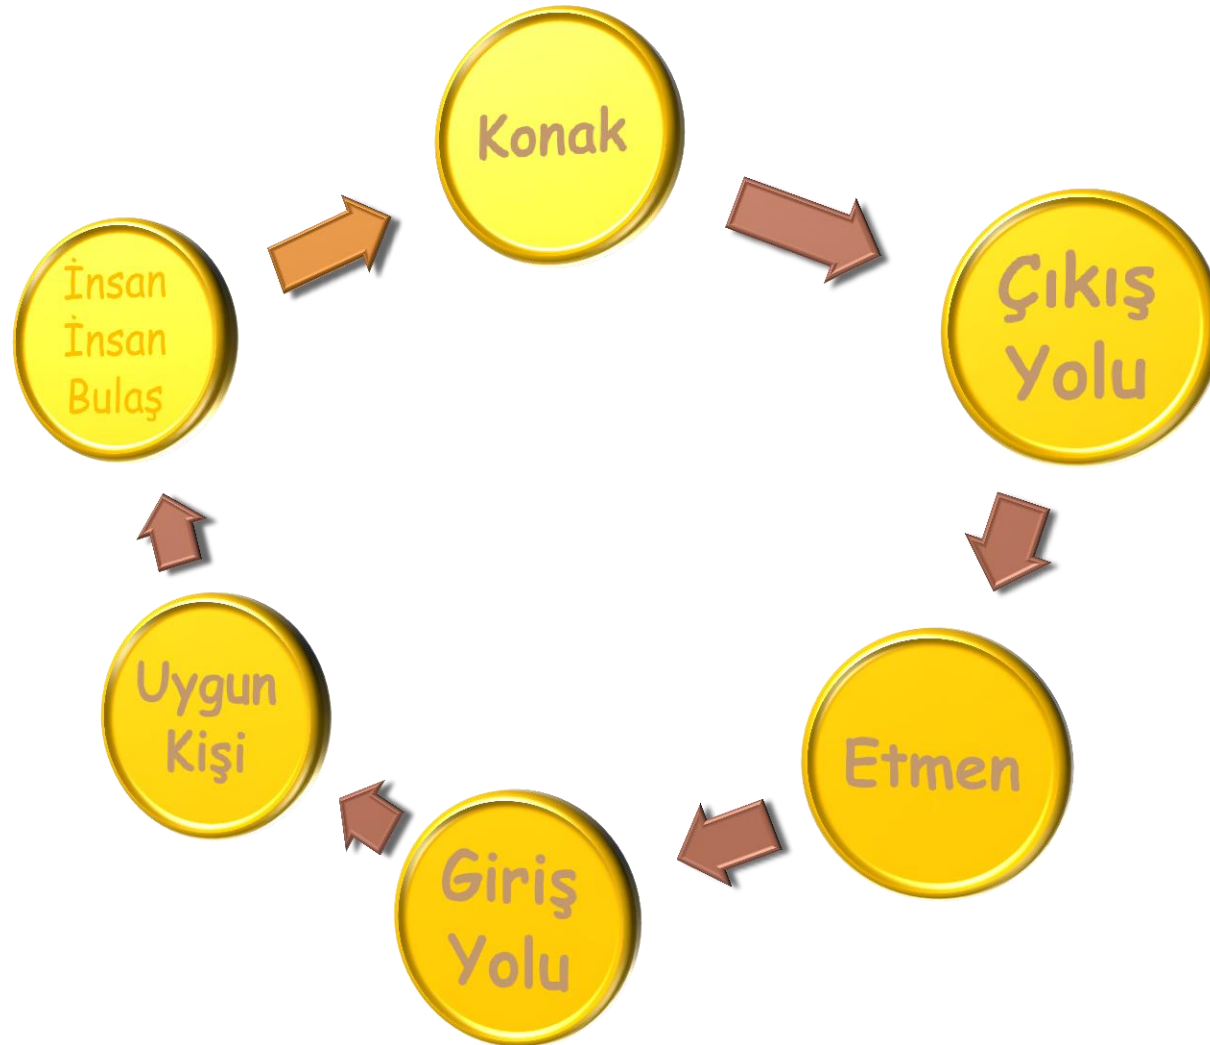 Konak
Çıkış
Yolu
Etmen
Giriş
Yolu
Uygun
Kişi
İnsan
İnsan
Bulaş